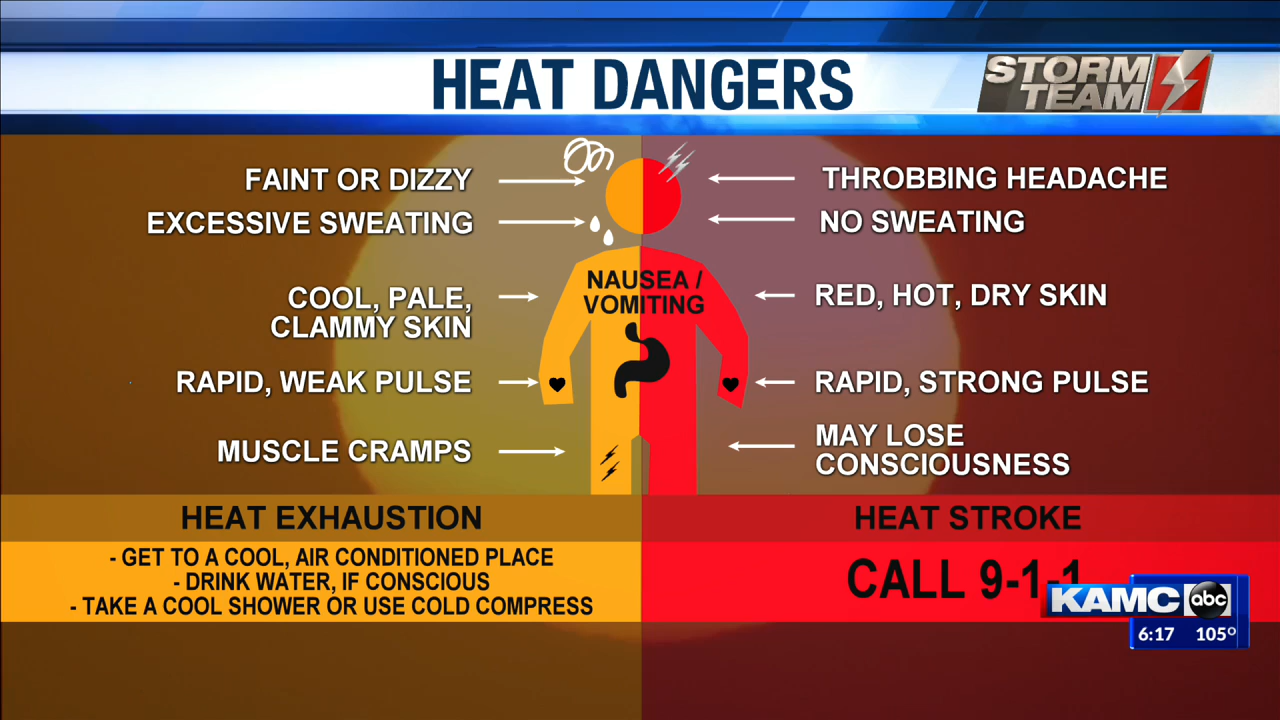 HEAT DANGERS
STORM
TEAM
FAINT OR DIZZY
EXCESSIVE SWEATING
COOL, PALE,
CLAMMY SKIN
RAPID, WEAK PULSE
MUSCLE CRAMPS
NAUSEA /
VOMITING
THROBBING HEADACHE
NO SWEATING
RED, HOT, DRY SKIN
RAPID, STRONG PULSE
MAY LOSE
CONSCIOUSNESS
HEAT EXHAUSTION
- GET TO A COOL, AIR CONDITIONED PLACE
- DRINK WATER, IF CONSCIOUS
- TAKE A COOL SHOWER OR USE COLD COMPRESS
HEAT STROKE
CALL 9-1-1
KAMC abc
6:17 105°